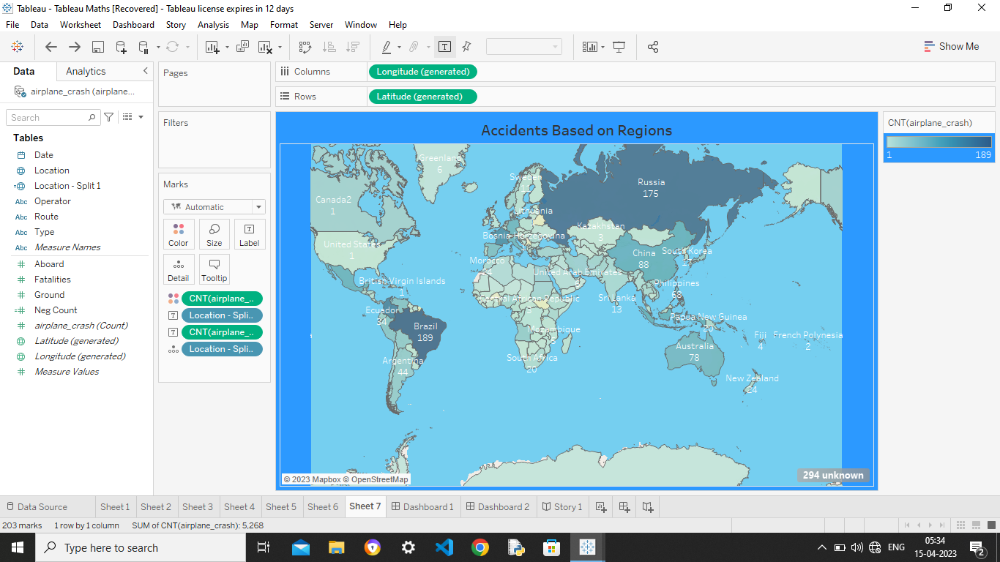 Tableau - Tableau Maths [Recovered] - Tableau license expires in 12 days
File Data Worksheet Dashboard Story Analysis Map Format Server Window Help
Show Me
Data Analytics
airplane_crash (airplane...
Search
Tables
Date
Location
Location - Split 1
Abc Operator
Abc Route
Abc Type
Abc Measure Names
Aboard
Fatalities
Ground
Neg Count
airplane_crash (Count)
Latitude (generated)
Longitude (generated)
Measure Values
Pages
Filters
Marks
Automatic
Color Size Label
Detail Tooltip
CNT(airplane_..
Location - Spli..
CNT(airplane_..
Location - Spli..
Columns Longitude (generated)
Rows Latitude (generated)
Accidents Based on Regions
Greenland
6
Sweden
11
Russia
175
Canada2
1
Lithuania
Kazakhstan
3
United States
1
Bosnia-Herzegovina
China
88
South Korea
Morocco
United Arab Emirates
British Virgin Islands
1
Philippines
68
Central African Republic
3
Sri Lanka
13
Ecuador
34
Brazil
189
Papua New Guinea
20
Mozambique
Australia
78
Fiji
4
French Polynesia
2
Argentina
44
South Africa
20
New Zealand
24
© 2023 Mapbox © OpenStreetMap
294 unknown
CNT(airplane_crash)
1 189
Data Source Sheet 1 Sheet 2 Sheet 3 Sheet 4 Sheet 5 Sheet 6 Sheet 7 Dashboard 1 Dashboard 2 Story 1
203 marks 1 row by 1 column SUM of CNT(airplane_crash): 5,268
Type here to search
ENG
05:34
15-04-2023
2